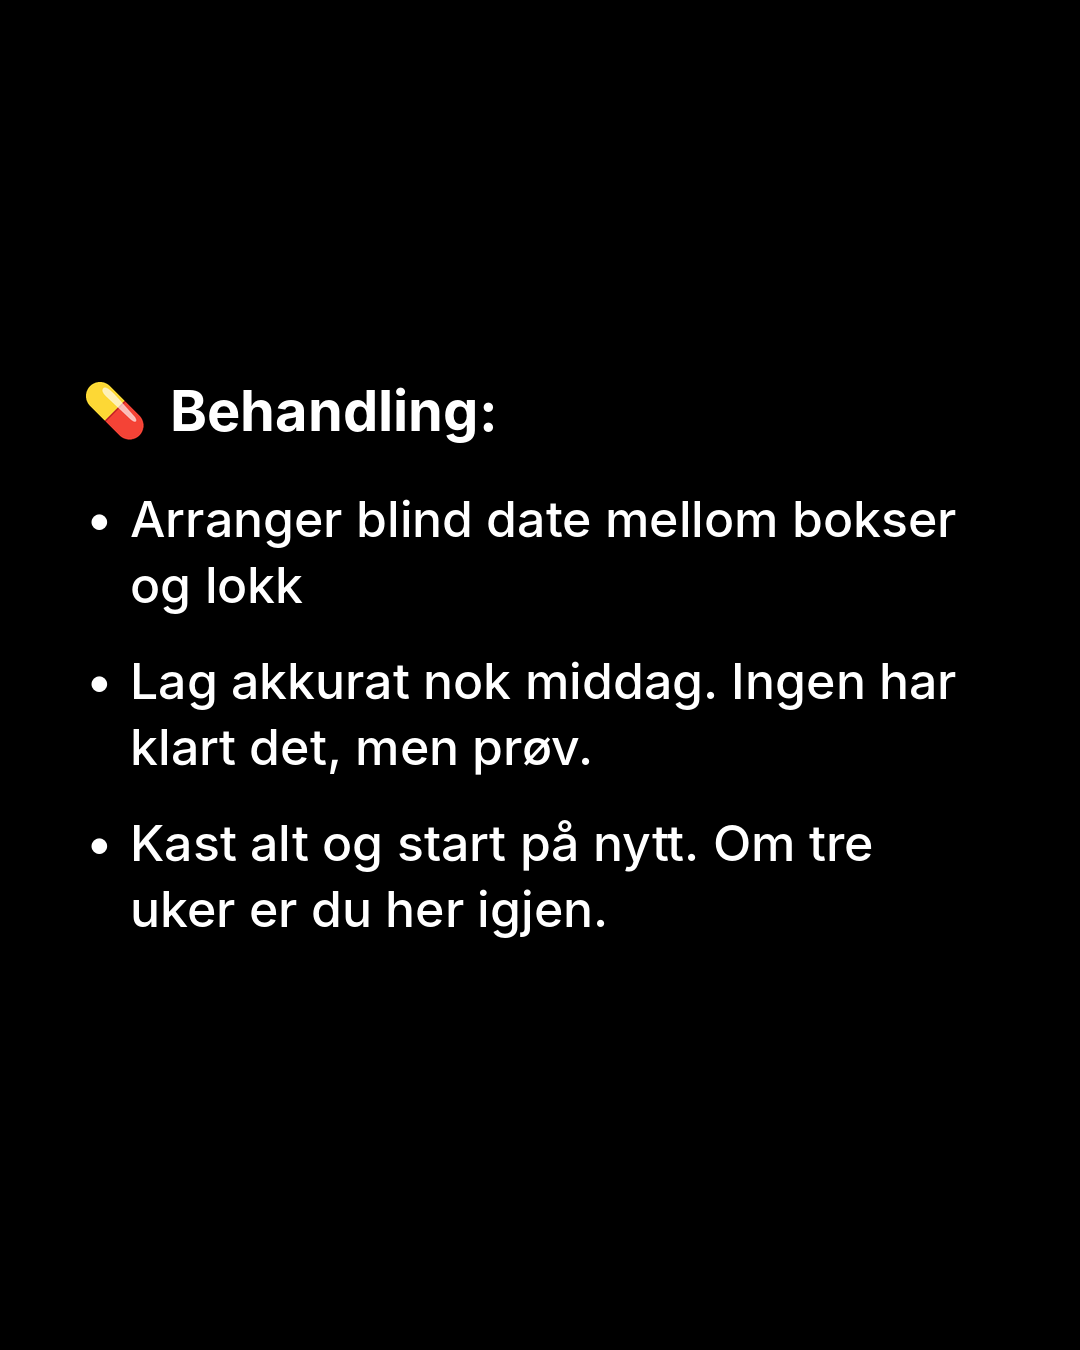 💊 Behandling:
• Arranger blind date mellom bokser
og lokk
• Lag akkurat nok middag. Ingen har
klart det, men prøv.
• Kast alt og start på nytt. Om tre
uker er du her igjen.